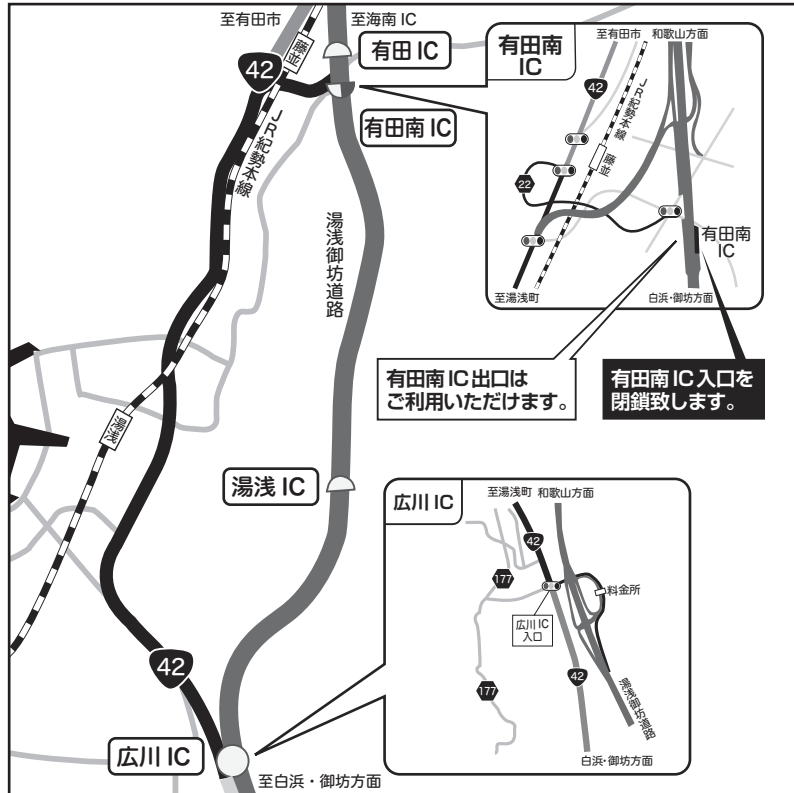 至有田市
至海南 IC
藤並
有田 IC
42
有田南 IC
JR紀勢本線
湯浅御坊道路
湯浅
湯浅 IC
42
広川 IC
至白浜・御坊方面
有田南
IC
至有田市
和歌山方面
42
JR紀勢本線
藤並
22
有田南
IC
至湯浅町
白浜・御坊方面
有田南 IC 出口は
ご利用いただけます。
有田南 IC 入口を
閉鎖致します。
広川 IC
至湯浅町
和歌山方面
42
177
料金所
広川 IC
入口
177
42
湯浅御坊道路
白浜・御坊方面